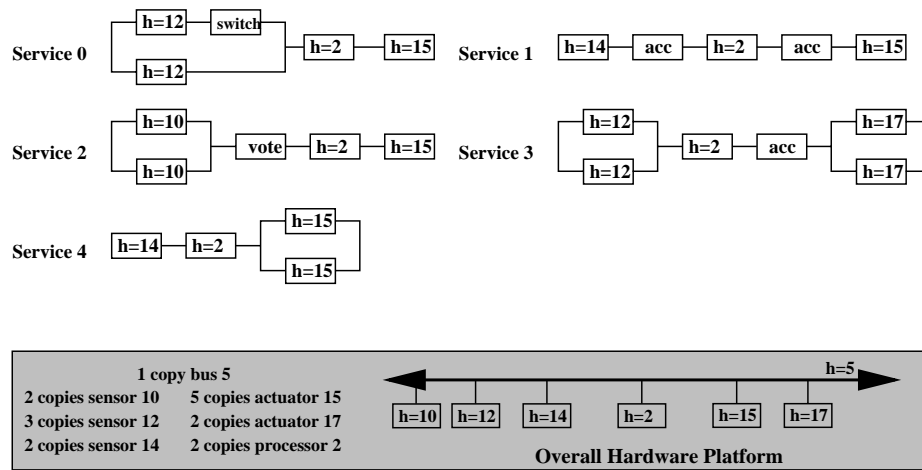 h=12 switch
Service 0 h=2 h=15
h=12
Service 1 h=14 acc h=2 acc h=15
h=10
Service 2 vote h=2 h=15
h=10
h=12 h=17
Service 3 h=2 acc
h=12 h=17
h=15
Service 4 h=14 h=2
h=15
1 copy bus 5
2 copies sensor 10 5 copies actuator 15
3 copies sensor 12 2 copies actuator 17
2 copies sensor 14 2 copies processor 2
h=5
h=10 h=12 h=14 h=2 h=15 h=17
Overall Hardware Platform